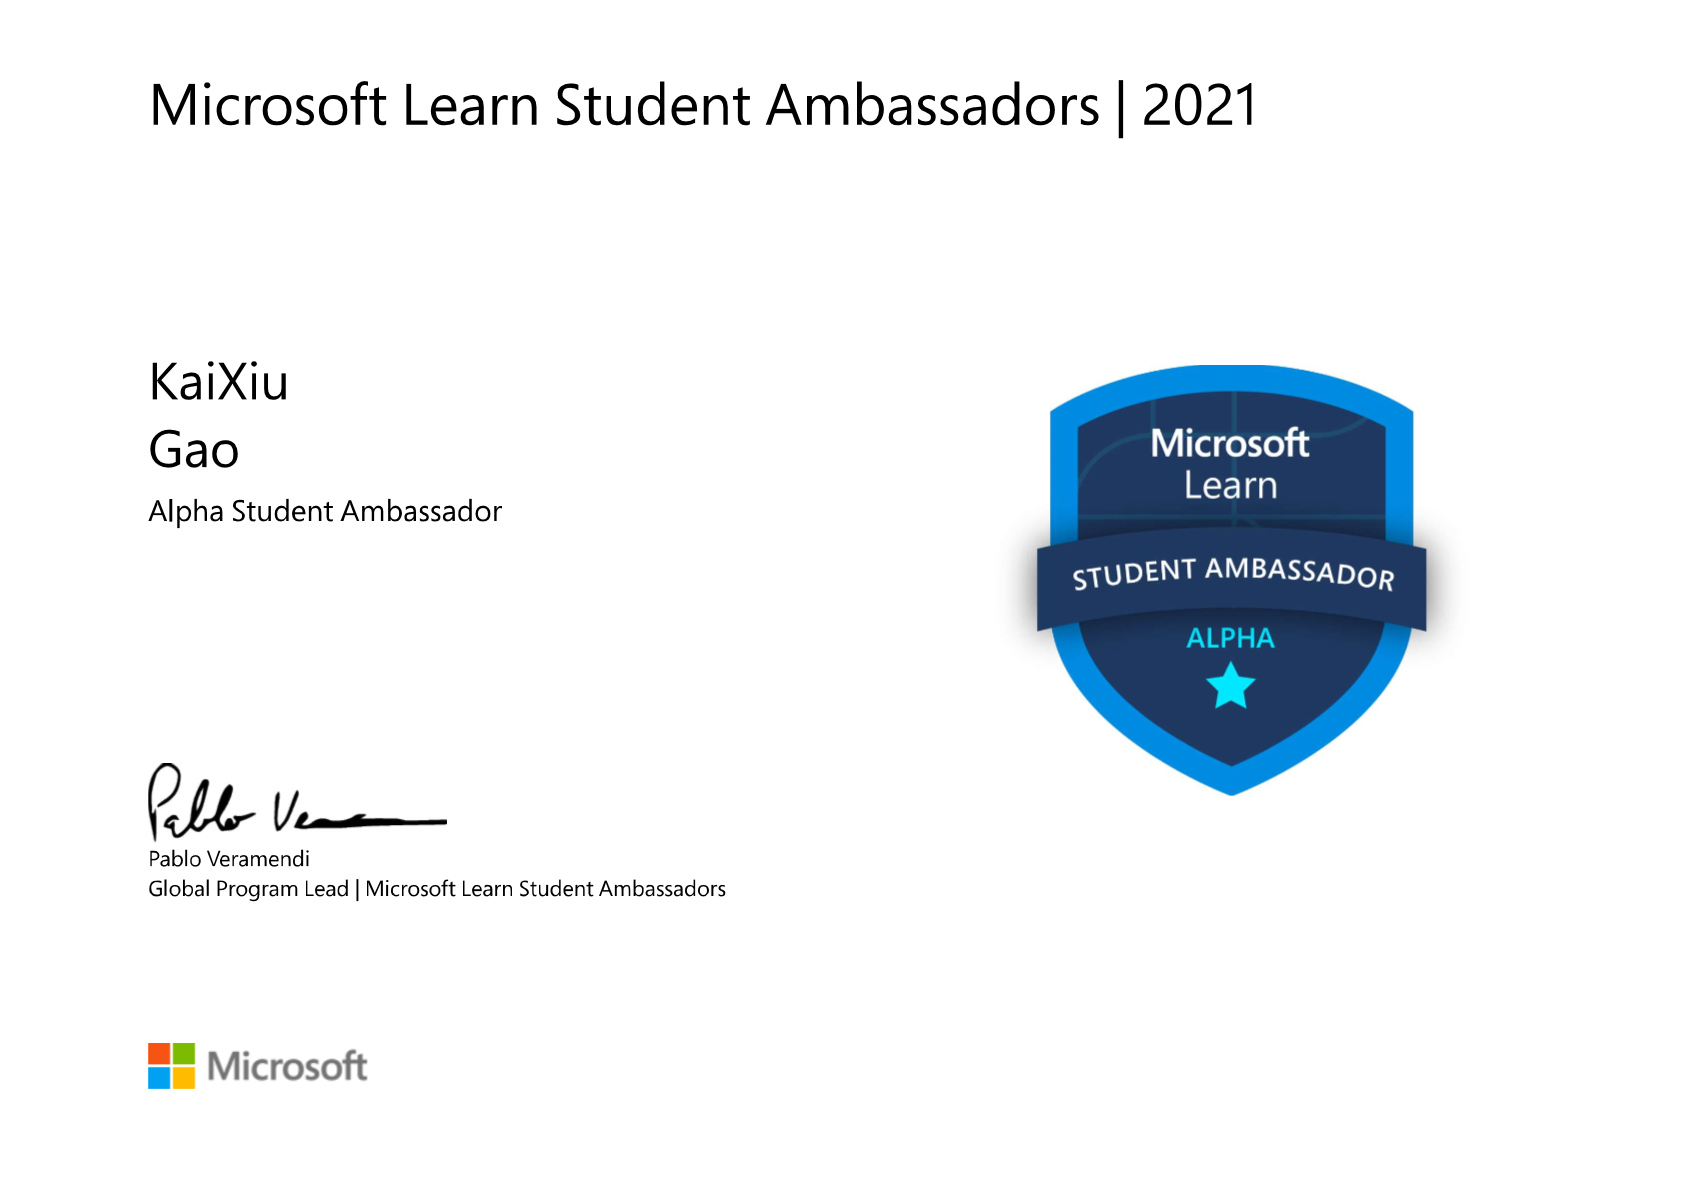 Microsoft Learn Student Ambassadors | 2021
KaiXiu
Gao
Alpha Student Ambassador
Microsoft
Learn
STUDENT AMBASSADOR
ALPHA
Pablo Ve
Pablo Veramendi
Global Program Lead | Microsoft Learn Student Ambassadors
Microsoft